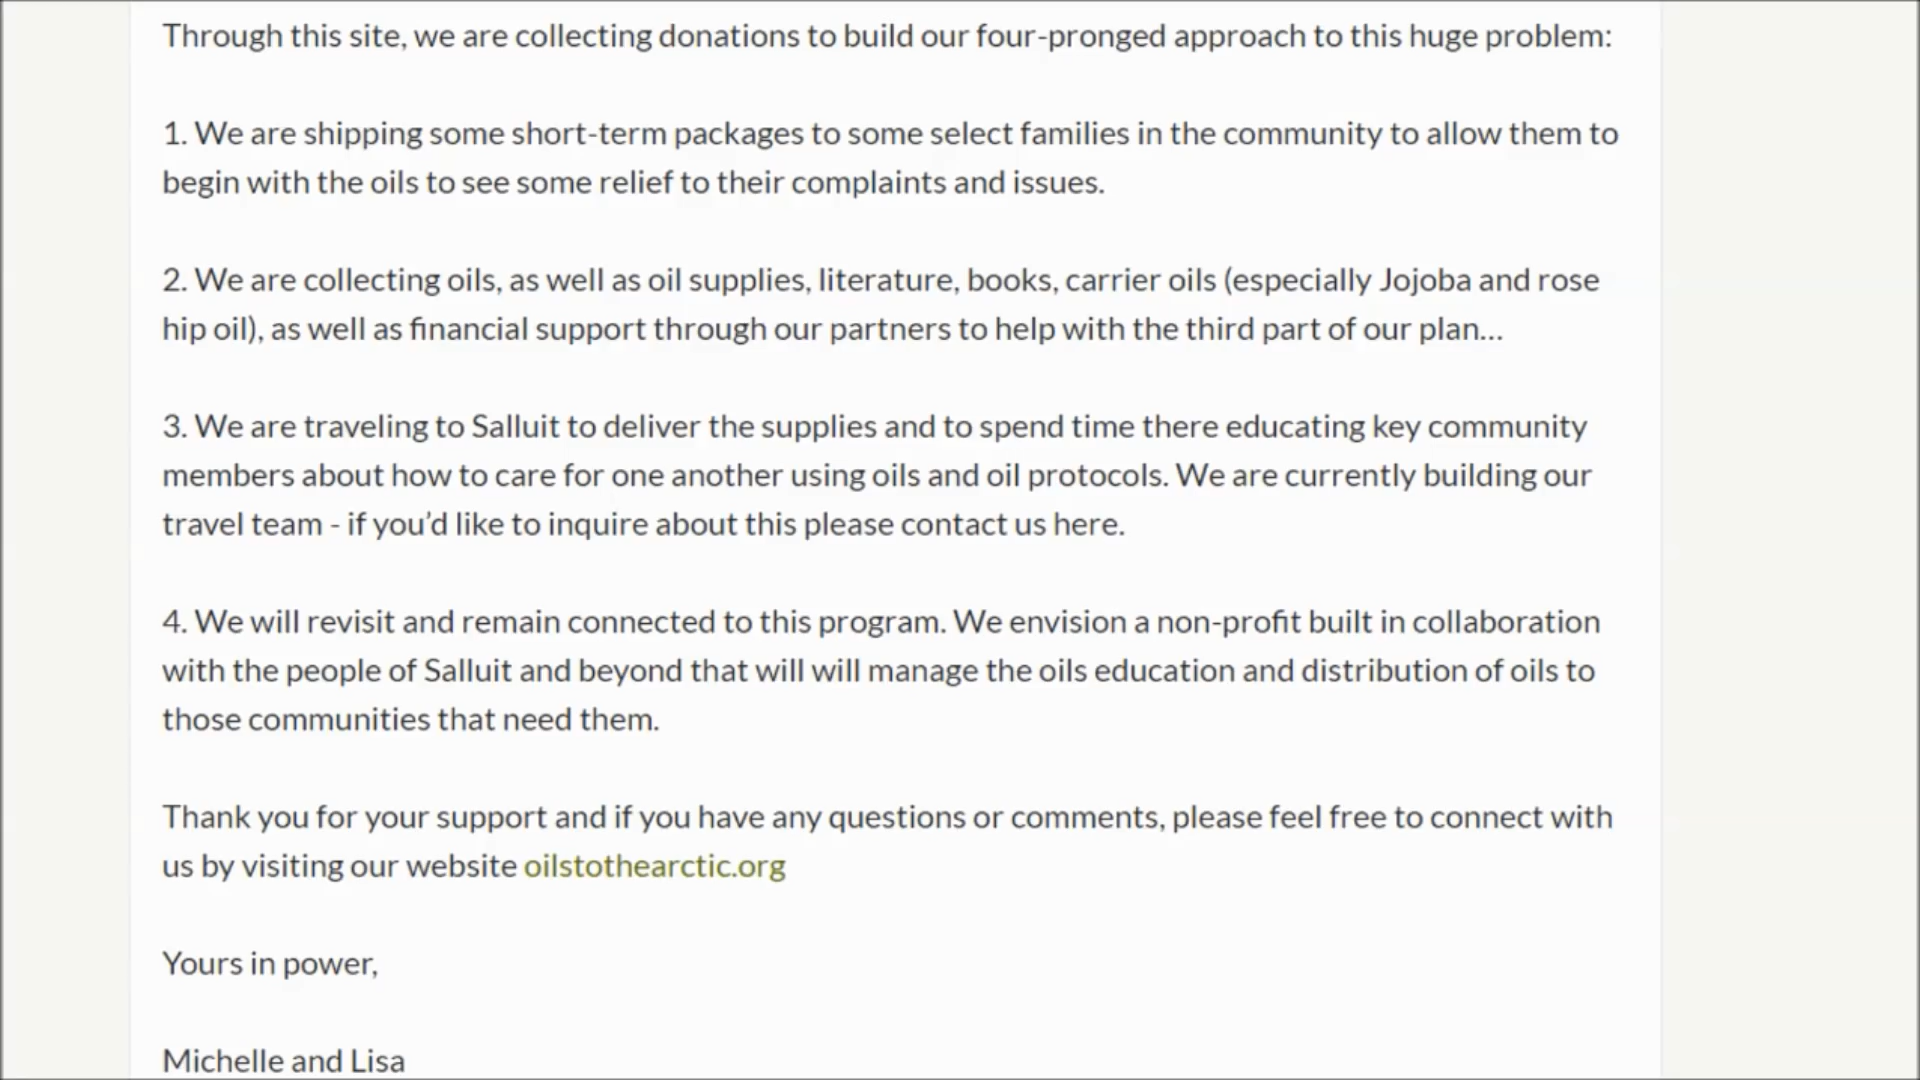 Through this site, we are collecting donations to build our four-pronged approach to this huge problem:
1. We are shipping some short-term packages to some select families in the community to allow them to
begin with the oils to see some relief to their complaints and issues.
2. We are collecting oils, as well as oil supplies, literature, books, carrier oils (especially Jojoba and rose
hip oil), as well as financial support through our partners to help with the third part of our plan...
3. We are traveling to Salluit to deliver the supplies and to spend time there educating key community
members about how to care for one another using oils and oil protocols. We are currently building our
travel team - if you’d like to inquire about this please contact us here.
4. We will revisit and remain connected to this program. We envision a non-profit built in collaboration
with the people of Salluit and beyond that will will manage the oils education and distribution of oils to
those communities that need them.
Thank you for your support and if you have any questions or comments, please feel free to connect with
us by visiting our website oilstothearctic.org
Yours in power,
Michelle and Lisa